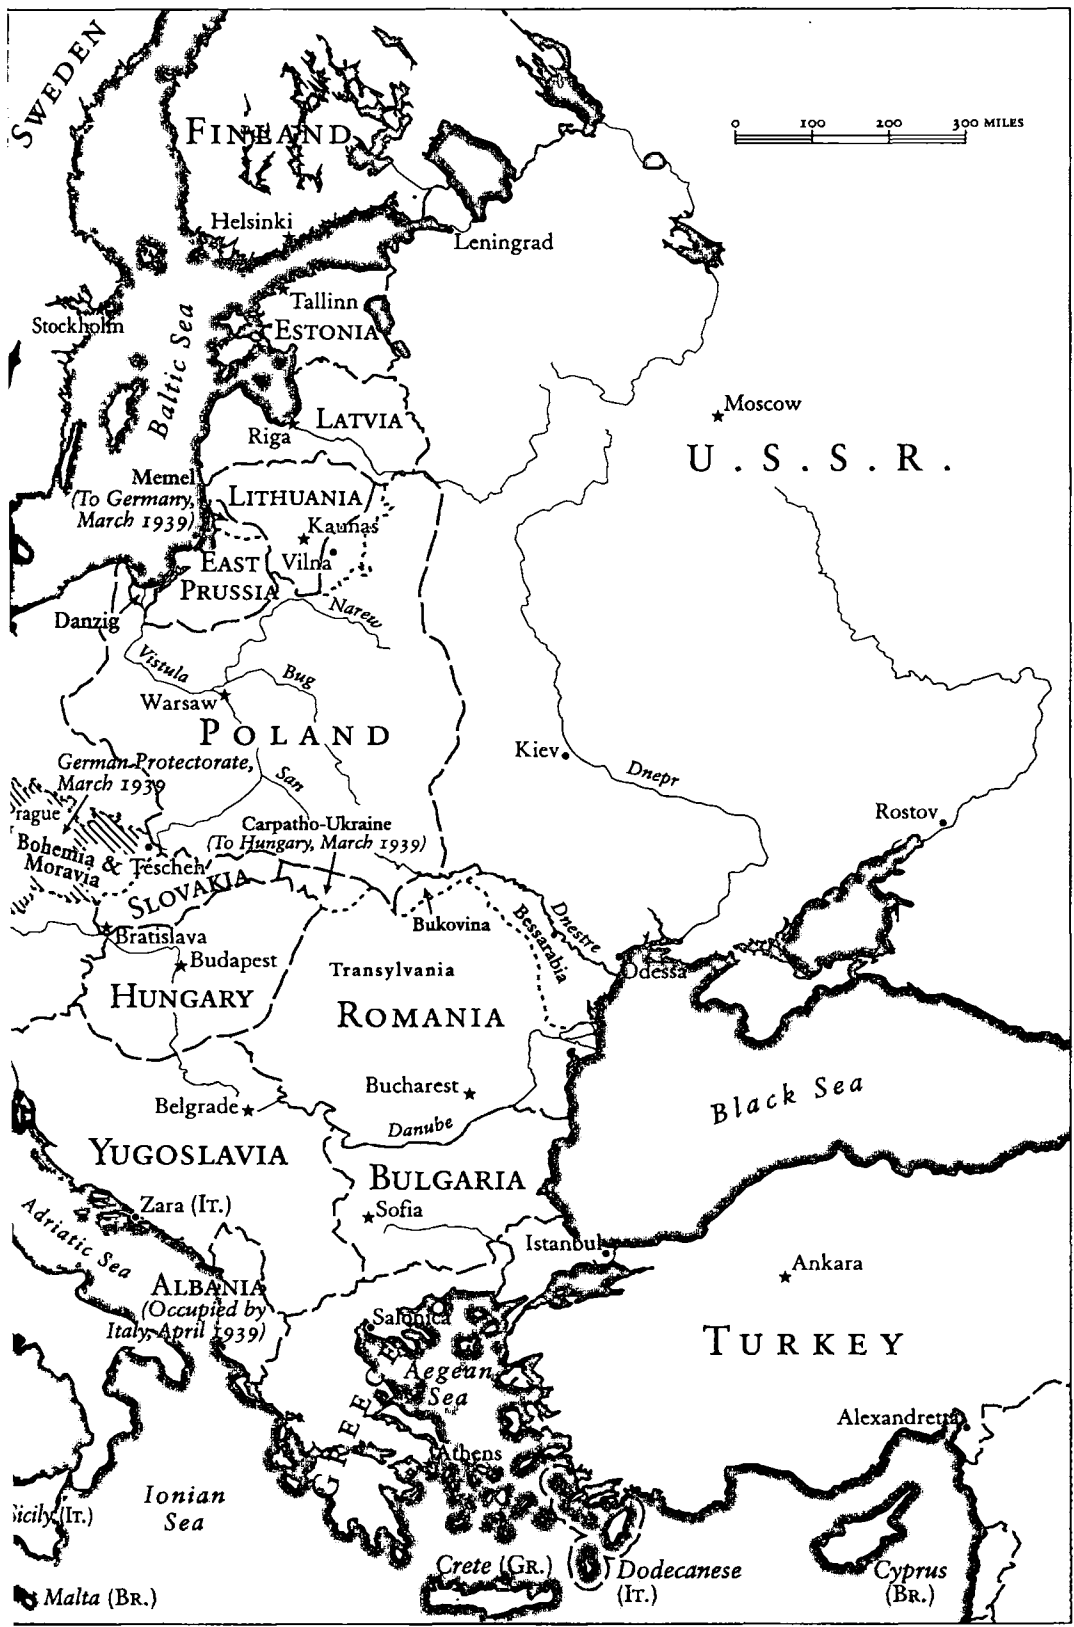 SWEDEN
FINLAND
0 100 200 300 MILES
Helsinki
Leningrad
Tallinn
Stockholm
ESTONIA
Baltic Sea
Moscow
LATVIA
Riga
U.S.S.R.
Memel
(To Germany,
March 1939)
LITHUANIA
Kaunas
Vilna
EAST
PRUSSIA
Narew
Danzig
Vistula
Bug
Warsaw
POLAND
Kiev
Dnepr
German Protectorate,
March 1939
San
Rostov
rague
Carpatho-Ukraine
(To Hungary, March 1939)
Bohemia &
Moravia
Teschen
SLOVAKIA
Bukovina
Bessarabia
Dnestre
Bratislava
Budapest
Transylvania
Odessa
HUNGARY
ROMANIA
Bucharest
Black Sea
Belgrade
Danube
YUGOSLAVIA
BULGARIA
Zara (IT.)
Sofia
Adriatic Sea
Istanbul
Ankara
ALBANIA
(Occupied by
Italy, April 1939)
Salonica
TURKEY
GREECE
Aegean
Sea
Alexandretta
Athens
Ionian
Sea
Sicily (IT.)
Crete (GR.)
Dodecanese
(IT.)
Cyprus
(BR.)
Malta (BR.)